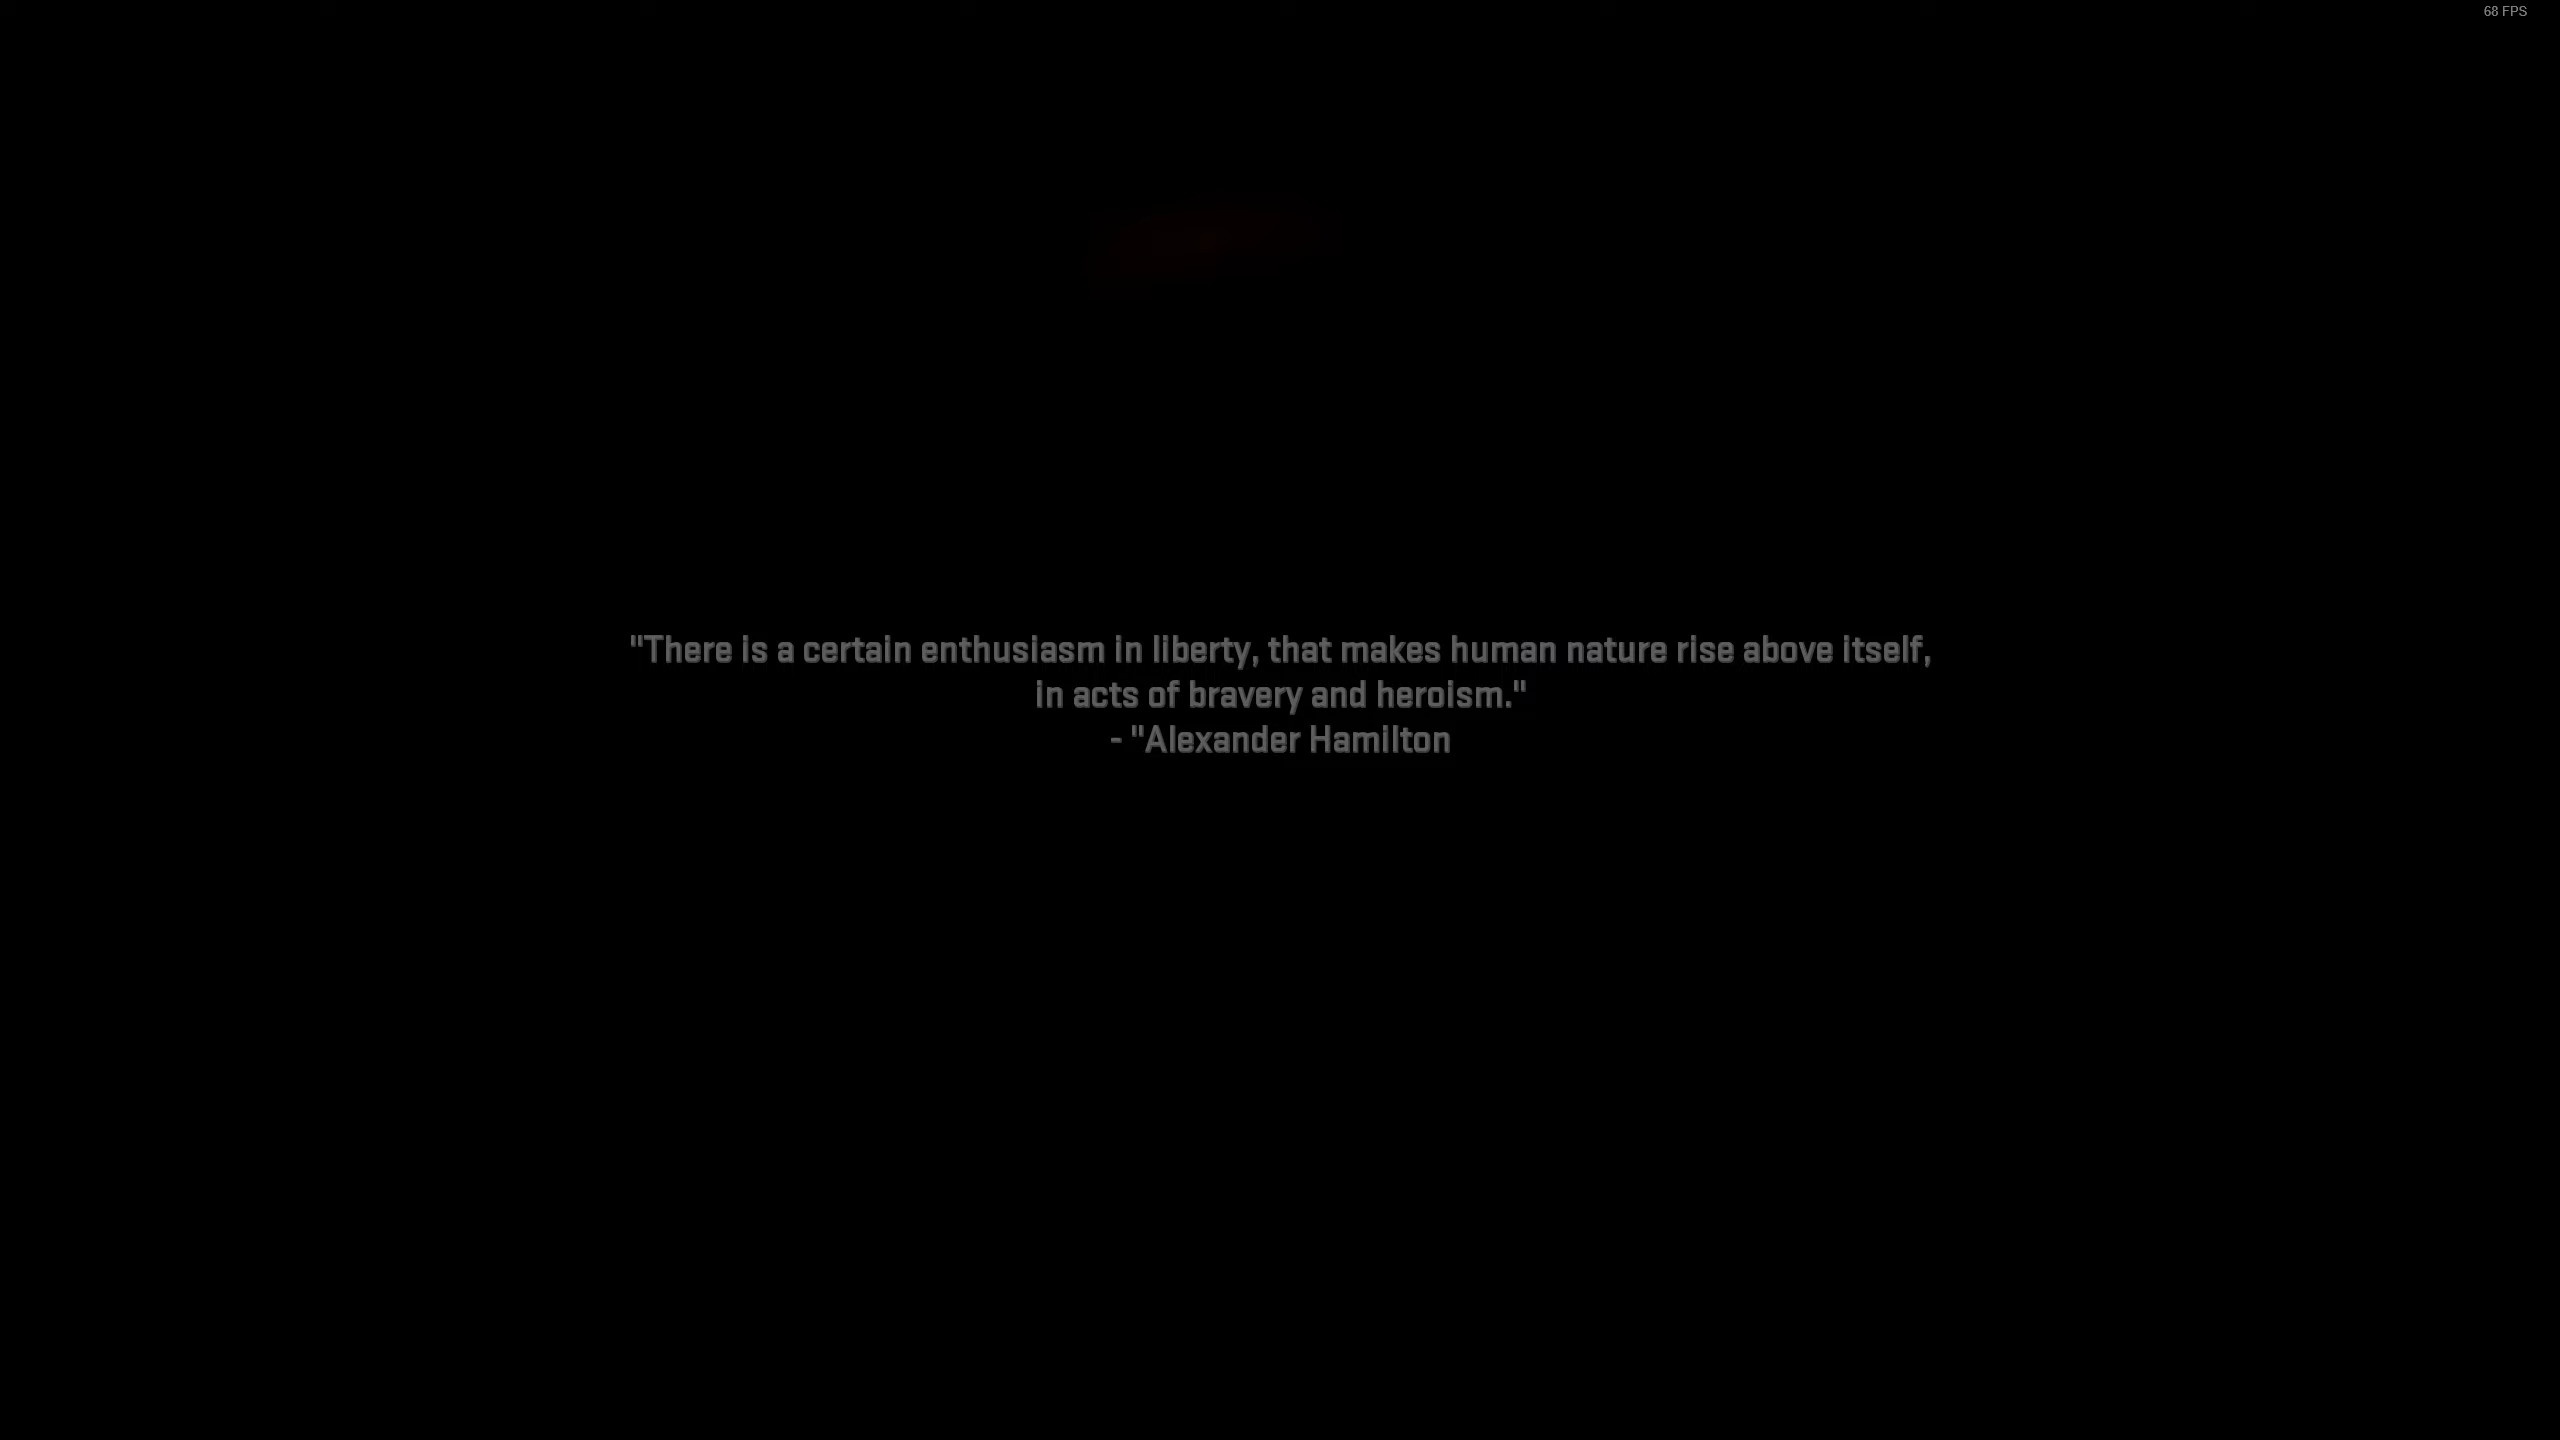 68 FPS
"There is a certain enthusiasm in liberty, that makes human nature rise above itself,
in acts of bravery and heroism."
- "Alexander Hamilton